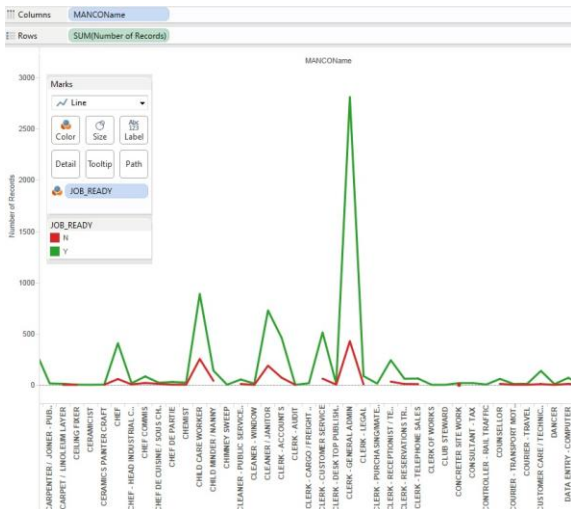 Columns MANCOName
Rows SUM(Number of Records)
MANCOName
3000
2500
2000
1500
1000
500
0
Number of Records
Marks
Line
Color Size Label
Detail Tooltip Path
JOB_READY
JOB_READY
N
Y
CARPENTER / JOINER - PUB..
CARPET / LINOLEUM LAYER
CEILING FIXER
CERAMICIST
CERAMICS PAINTER CRAFT
CHEF
CHEF - HEAD INDUSTRIAL C..
CHEF COMMIS
CHEF DE CUISINE / SOUS CH..
CHEF DE PARTIE
CHEMIST
CHILD CARE WORKER
CHILD MINDER / NANNY
CHIMNEY SWEEP
CLEANER - PUBLIC SERVICE ..
CLEANER - WINDOW
CLEANER / JANITOR
CLERK - ACCOUNTS
CLERK - AUDIT
CLERK - CARGO / FREIGHT ..
CLERK - CUSTOMER SERVICE
CLERK - DESK TOP PUBLISH..
CLERK - GENERAL ADMIN
CLERK - LEGAL
CLERK - PURCHASING/MATE..
CLERK - RECEPTIONIST / TE..
CLERK - RESERVATIONS TR..
CLERK - TELEPHONE SALES
CLERK OF WORKS
CLUB STEWARD
CONCRETER SITE WORK
CONSULTANT - TAX
CONTROLLER - RAIL TRAFFIC
COUNSELLOR
COURIER - TRANSPORT MOT..
COURIER - TRAVEL
CUSTOMER CARE / TECHNIC..
DANCER
DATA ENTRY - COMPUTER